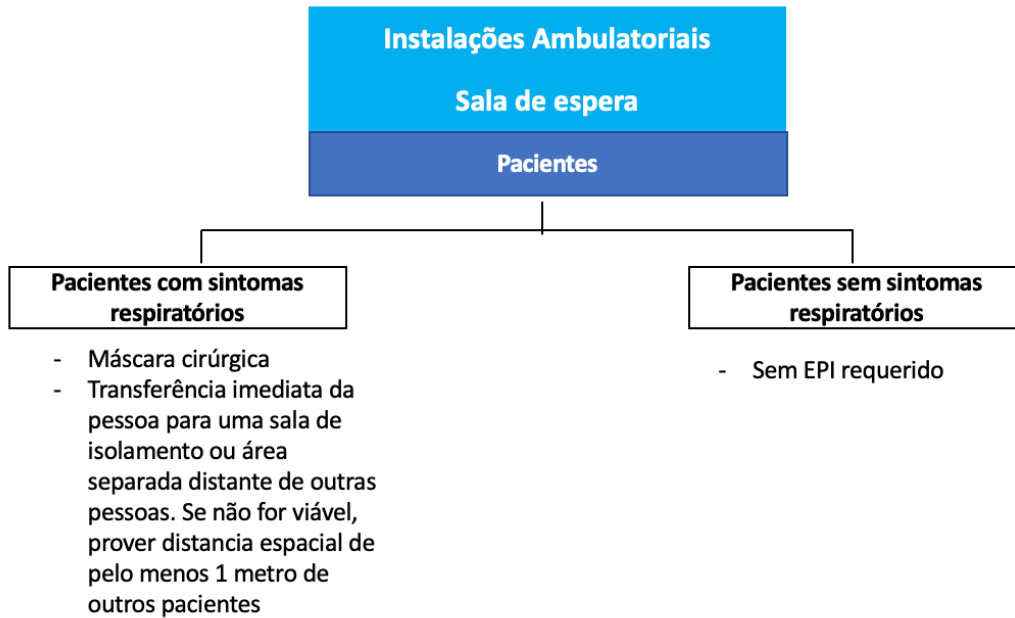 Instalações Ambulatoriais
Sala de espera
Pacientes
Pacientes com sintomas
respiratórios
- Máscara cirúrgica
- Transferência imediata da
pessoa para uma sala de
isolamento ou área
separada distante de outras
pessoas. Se não for viável,
prover distancia espacial de
pelo menos 1 metro de
outros pacientes
Pacientes sem sintomas
respiratórios
- Sem EPI requerido